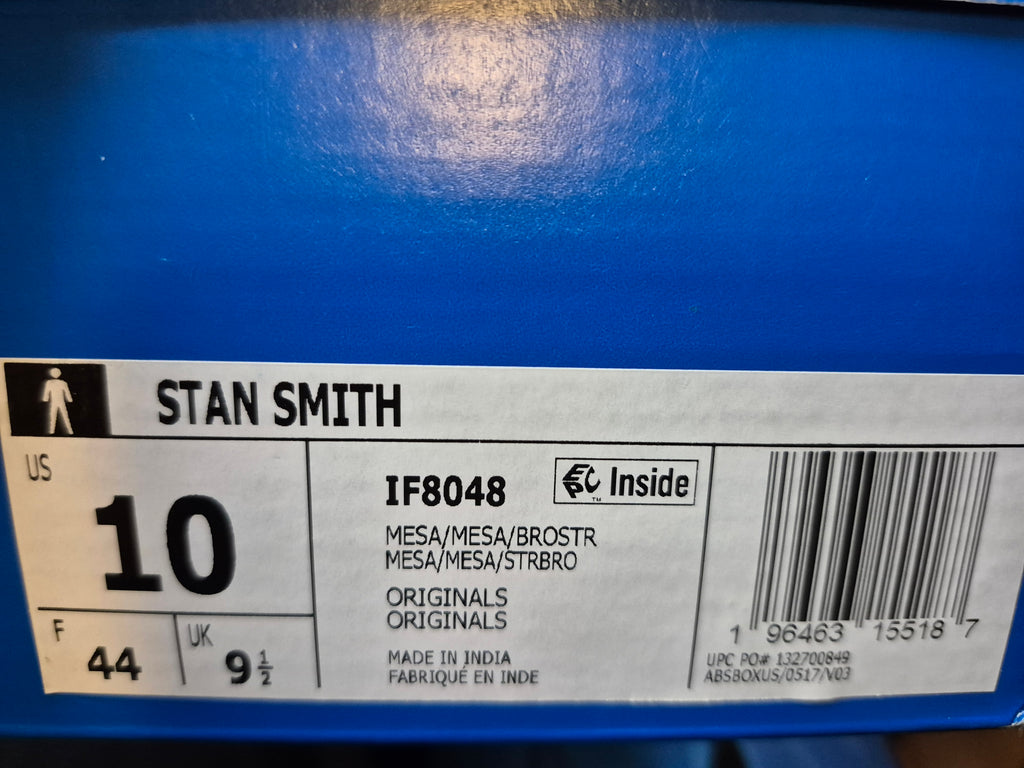 STAN SMITH
US
10
F
44
UK
9 1/2
IF8048
EPC™ Inside
MESA/MESA/BROSTR
MESA/MESA/STRBRO
ORIGINALS
ORIGINALS
MADE IN INDIA
FABRIQUÉ EN INDE
1 96463 15518 7
UPC PO# 132700849
ABSBOXUS/0517/V03